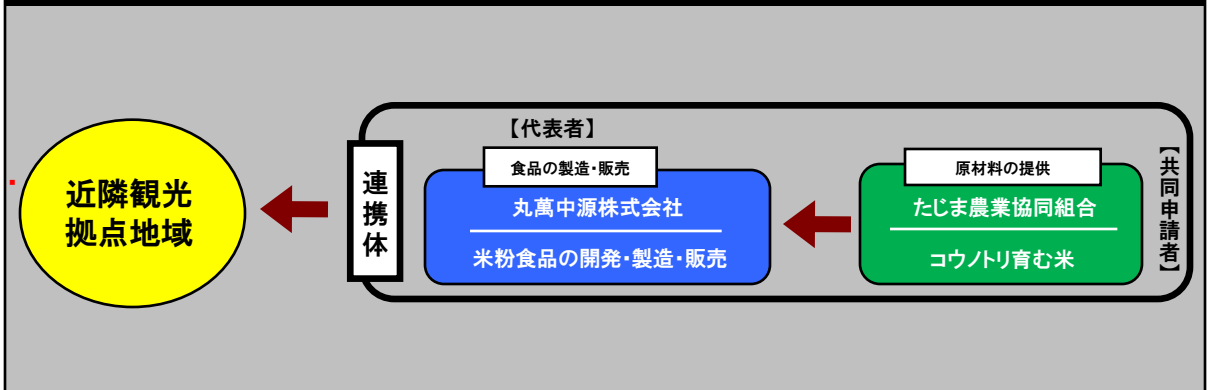 近隣観光
拠点地域
連携体
【代表者】
食品の製造・販売
丸萬中源株式会社
米粉食品の開発・製造・販売
原材料の提供
たじま農業協同組合
コウノトリ育む米
【共同申請者】